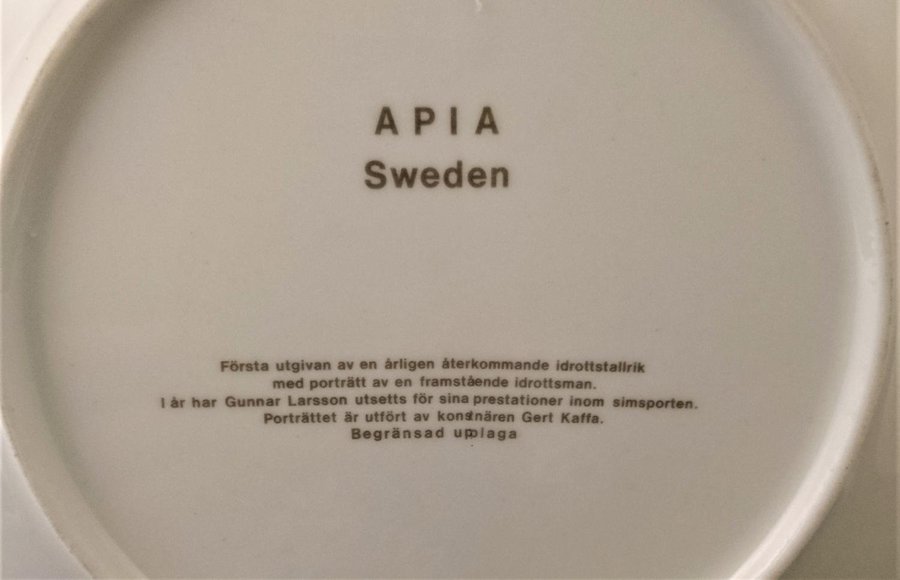 APIA
Sweden
Första utgivan av en årligen återkommande idrottstallrik
med porträtt av en framstående idrottsman.
I år har Gunnar Larsson utsetts för sina prestationer inom simsporten.
Porträttet är utfört av konstnären Gert Kaffa.
Begränsad upplaga